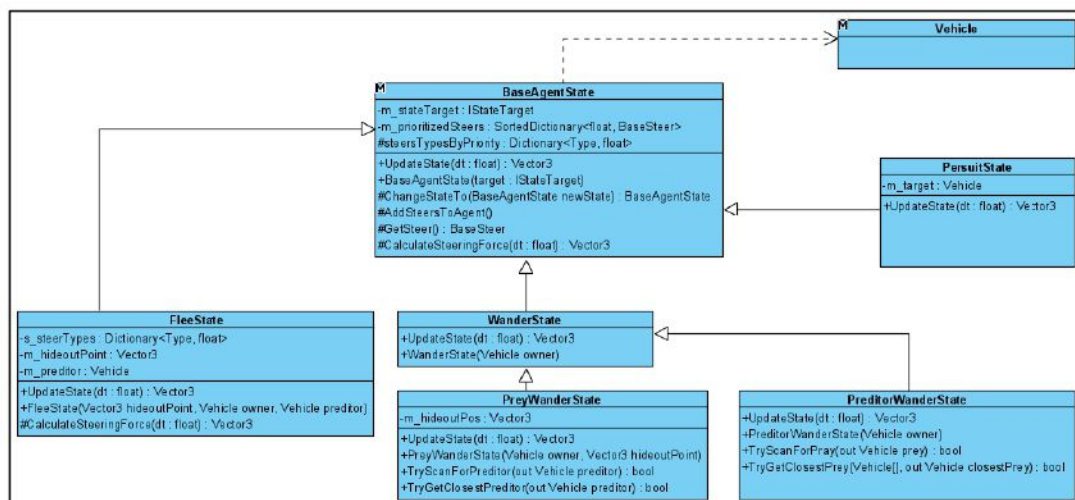 M
Vehicle
M
BaseAgentState
-m_stateTarget : IStateTarget
-m_prioritizedSteers : SortedDictionary<float, BaseSteer>
#steersTypesByPriority : Dictionary<Type, float>
+UpdateState(dt : float) : Vector3
+BaseAgentState(target : IStateTarget)
#ChangeStateTo(BaseAgentState newState) : BaseAgentState
#AddSteersToAgent()
#GetSteer() : BaseSteer
#CalculateSteeringForce(dt : float) : Vector3
PersuitState
-m_target : Vehicle
+UpdateState(dt : float) : Vector3
FleeState
-s_steerTypes : Dictionary<Type, float>
-m_hideoutPoint : Vector3
-m_preditor : Vehicle
+UpdateState(dt : float) : Vector3
+FleeState(Vector3 hideoutPoint, Vehicle owner, Vehicle preditor)
#CalculateSteeringForce(dt : float) : Vector3
WanderState
+UpdateState(dt : float) : Vector3
+WanderState(Vehicle owner)
PreyWanderState
-m_hideoutPos : Vector3
+UpdateState(dt : float) : Vector3
+PreyWanderState(Vehicle owner, Vector3 hideoutPoint)
+TryScanForPreditor(out Vehicle preditor) : bool
+TryGetClosestPreditor(out Vehicle preditor) : bool
PreditorWanderState
+UpdateState(dt : float) : Vector3
+PreditorWanderState(Vehicle owner)
+TryScanForPray(out Vehicle prey) : bool
+TryGetClosestPrey(Vehicle[], out Vehicle closestPrey) : bool